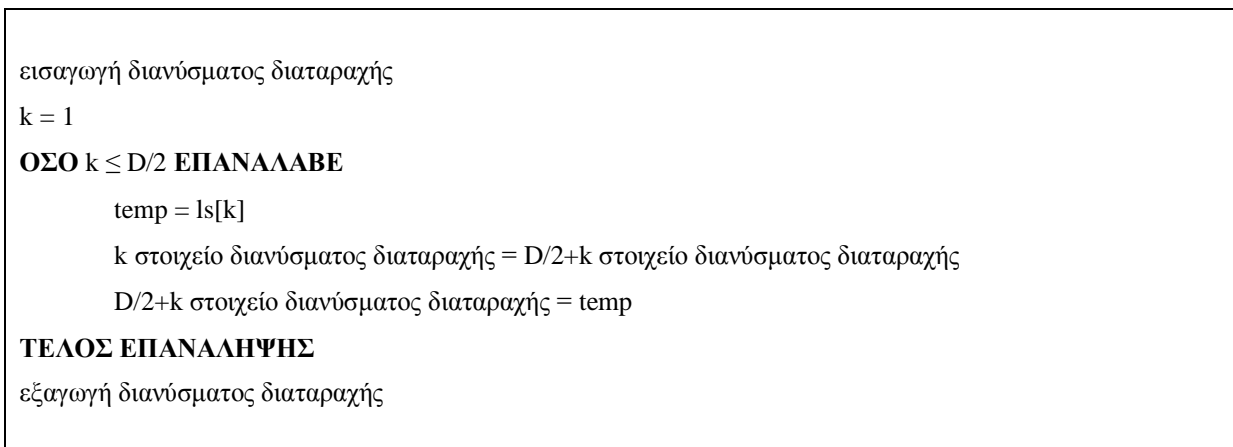 εισαγωγή διανύσματος διαταραχής
k = 1
ΟΣΟ k ≤ D/2 ΕΠΑΝΑΛΑΒΕ
temp = ls[k]
k στοιχείο διανύσματος διαταραχής = D/2+k στοιχείο διανύσματος διαταραχής
D/2+k στοιχείο διανύσματος διαταραχής = temp
ΤΕΛΟΣ ΕΠΑΝΑΛΗΨΗΣ
εξαγωγή διανύσματος διαταραχής